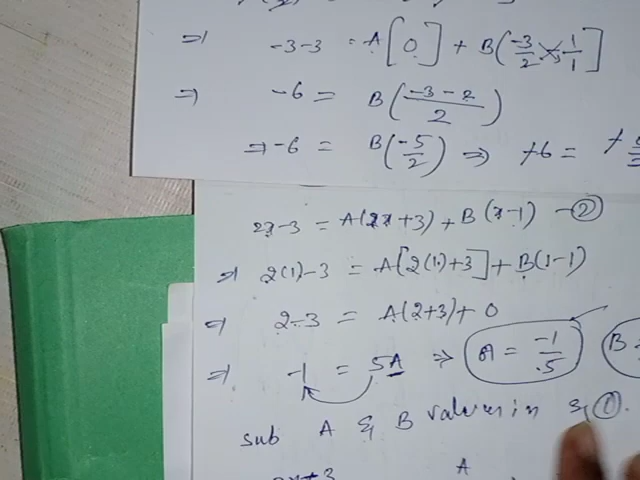 ⇒ -3-3 = A[0] + B(-3/2 - 1/1]
⇒ -6 = B(-3-2/2)
⇒ -6 = B(-5/2) ⇒ +6 = +
2x-3 = A(2x+3) + B(x-1) — ②
⇒ 2(1)-3 = A[2(1)+3] + B(1-1)
⇒ 2-3 = A(2+3) + 0
⇒ -1 = 5A ⇒ A = -1/5 B =
sub A & B values in eq ①.
A